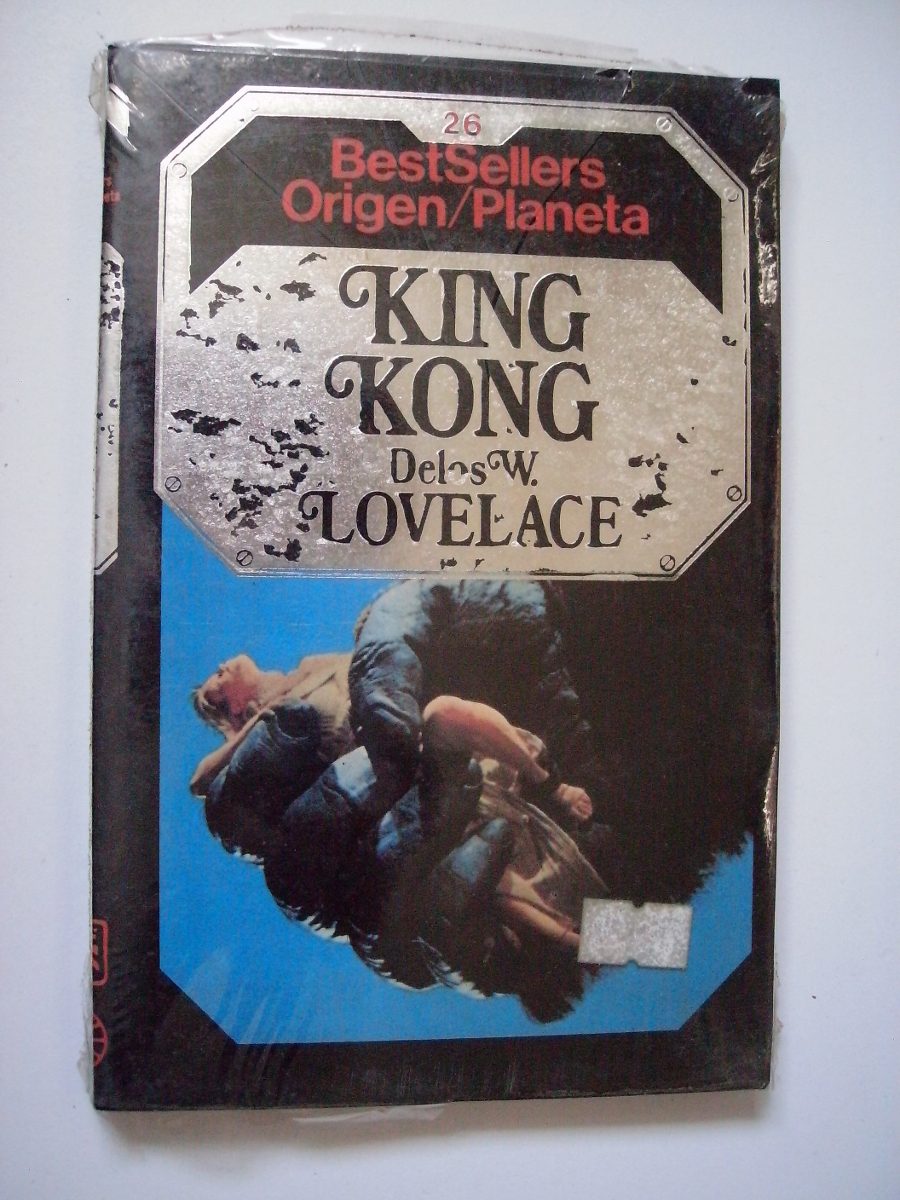 26
BestSellers
Origen/Planeta
KING
KONG
Delos W.
LOVELACE